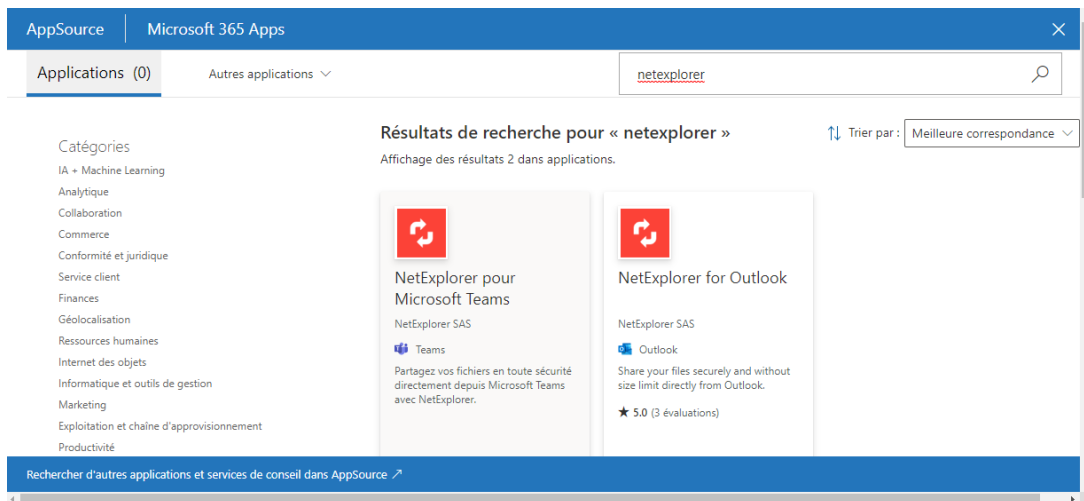 AppSource
Microsoft 365 Apps
Applications (0)
Autres applications
netexplorer
Catégories
IA + Machine Learning
Analytique
Collaboration
Commerce
Conformité et juridique
Service client
Finances
Géolocalisation
Ressources humaines
Internet des objets
Informatique et outils de gestion
Marketing
Exploitation et chaîne d'approvisionnement
Productivité
Résultats de recherche pour « netexplorer »
Trier par :
Meilleure correspondance
Affichage des résultats 2 dans applications.
NetExplorer pour
Microsoft Teams
NetExplorer SAS
Teams
Partagez vos fichiers en toute sécurité
directement depuis Microsoft Teams
avec NetExplorer.
NetExplorer for Outlook
NetExplorer SAS
Outlook
Share your files securely and without
size limit directly from Outlook.
★ 5.0 (3 évaluations)
Rechercher d'autres applications et services de conseil dans AppSource